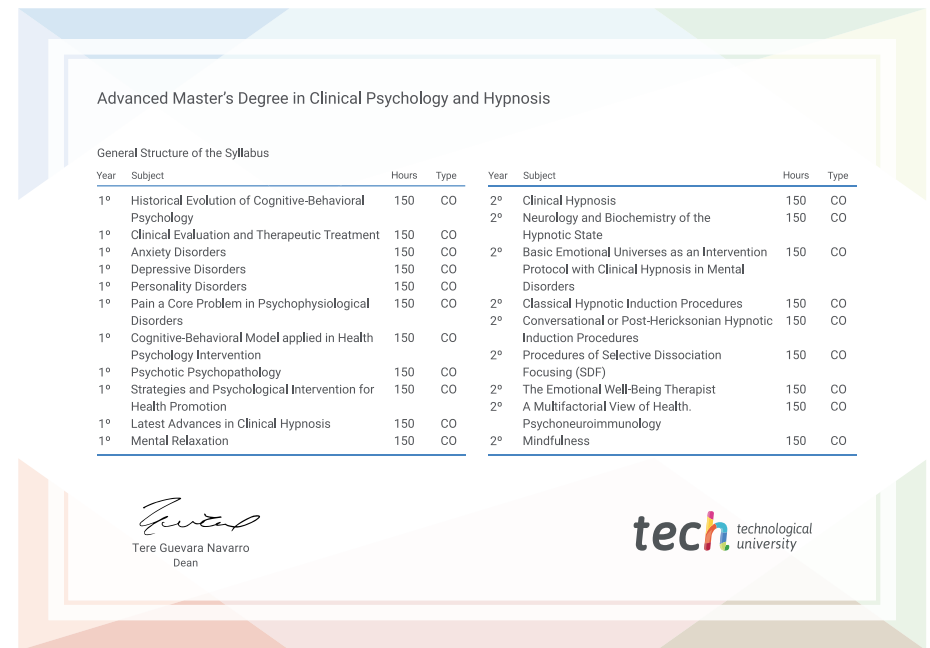 Advanced Master's Degree in Clinical Psychology and Hypnosis
General Structure of the Syllabus
Year Subject Hours Type
1º Historical Evolution of Cognitive-Behavioral 150 CO
Psychology
1º Clinical Evaluation and Therapeutic Treatment 150 CO
1º Anxiety Disorders 150 CO
1º Depressive Disorders 150 CO
1º Personality Disorders 150 CO
1º Pain a Core Problem in Psychophysiological 150 CO
Disorders
1º Cognitive-Behavioral Model applied in Health 150 CO
Psychology Intervention
1º Psychotic Psychopathology 150 CO
1º Strategies and Psychological Intervention for 150 CO
Health Promotion
1º Latest Advances in Clinical Hypnosis 150 CO
1º Mental Relaxation 150 CO
Year Subject Hours Type
2º Clinical Hypnosis 150 CO
2º Neurology and Biochemistry of the 150 CO
Hypnotic State
2º Basic Emotional Universes as an Intervention 150 CO
Protocol with Clinical Hypnosis in Mental
Disorders
2º Classical Hypnotic Induction Procedures 150 CO
2º Conversational or Post-Hericksonian Hypnotic 150 CO
Induction Procedures
2º Procedures of Selective Dissociation 150 CO
Focusing (SDF)
2º The Emotional Well-Being Therapist 150 CO
2º A Multifactorial View of Health. 150 CO
Psychoneuroimmunology
2º Mindfulness 150 CO
Tere Guevara Navarro
Dean
tech technological
university